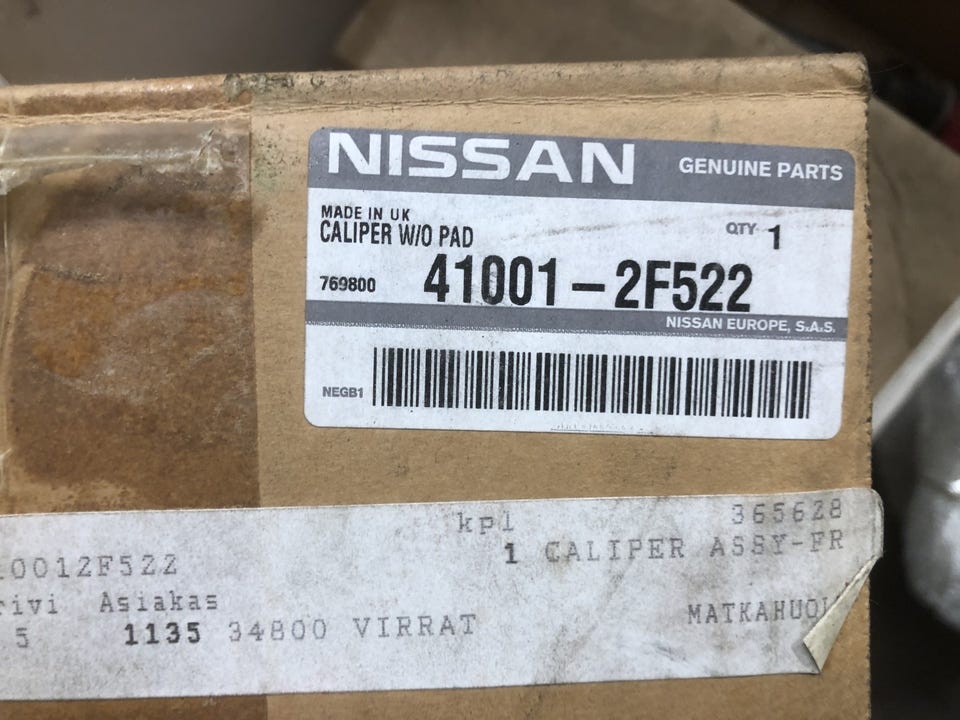 NISSAN GENUINE PARTS
MADE IN UK
CALIPER W/O PAD QTY 1
769800 41001-2F522
NISSAN EUROPE, S.A.S.
NEGB1
kpl 365628
10012F522 1 CALIPER ASSY-FR
rivi Asiakas
5 1135 34800 VIRRAT MATKAHUOL